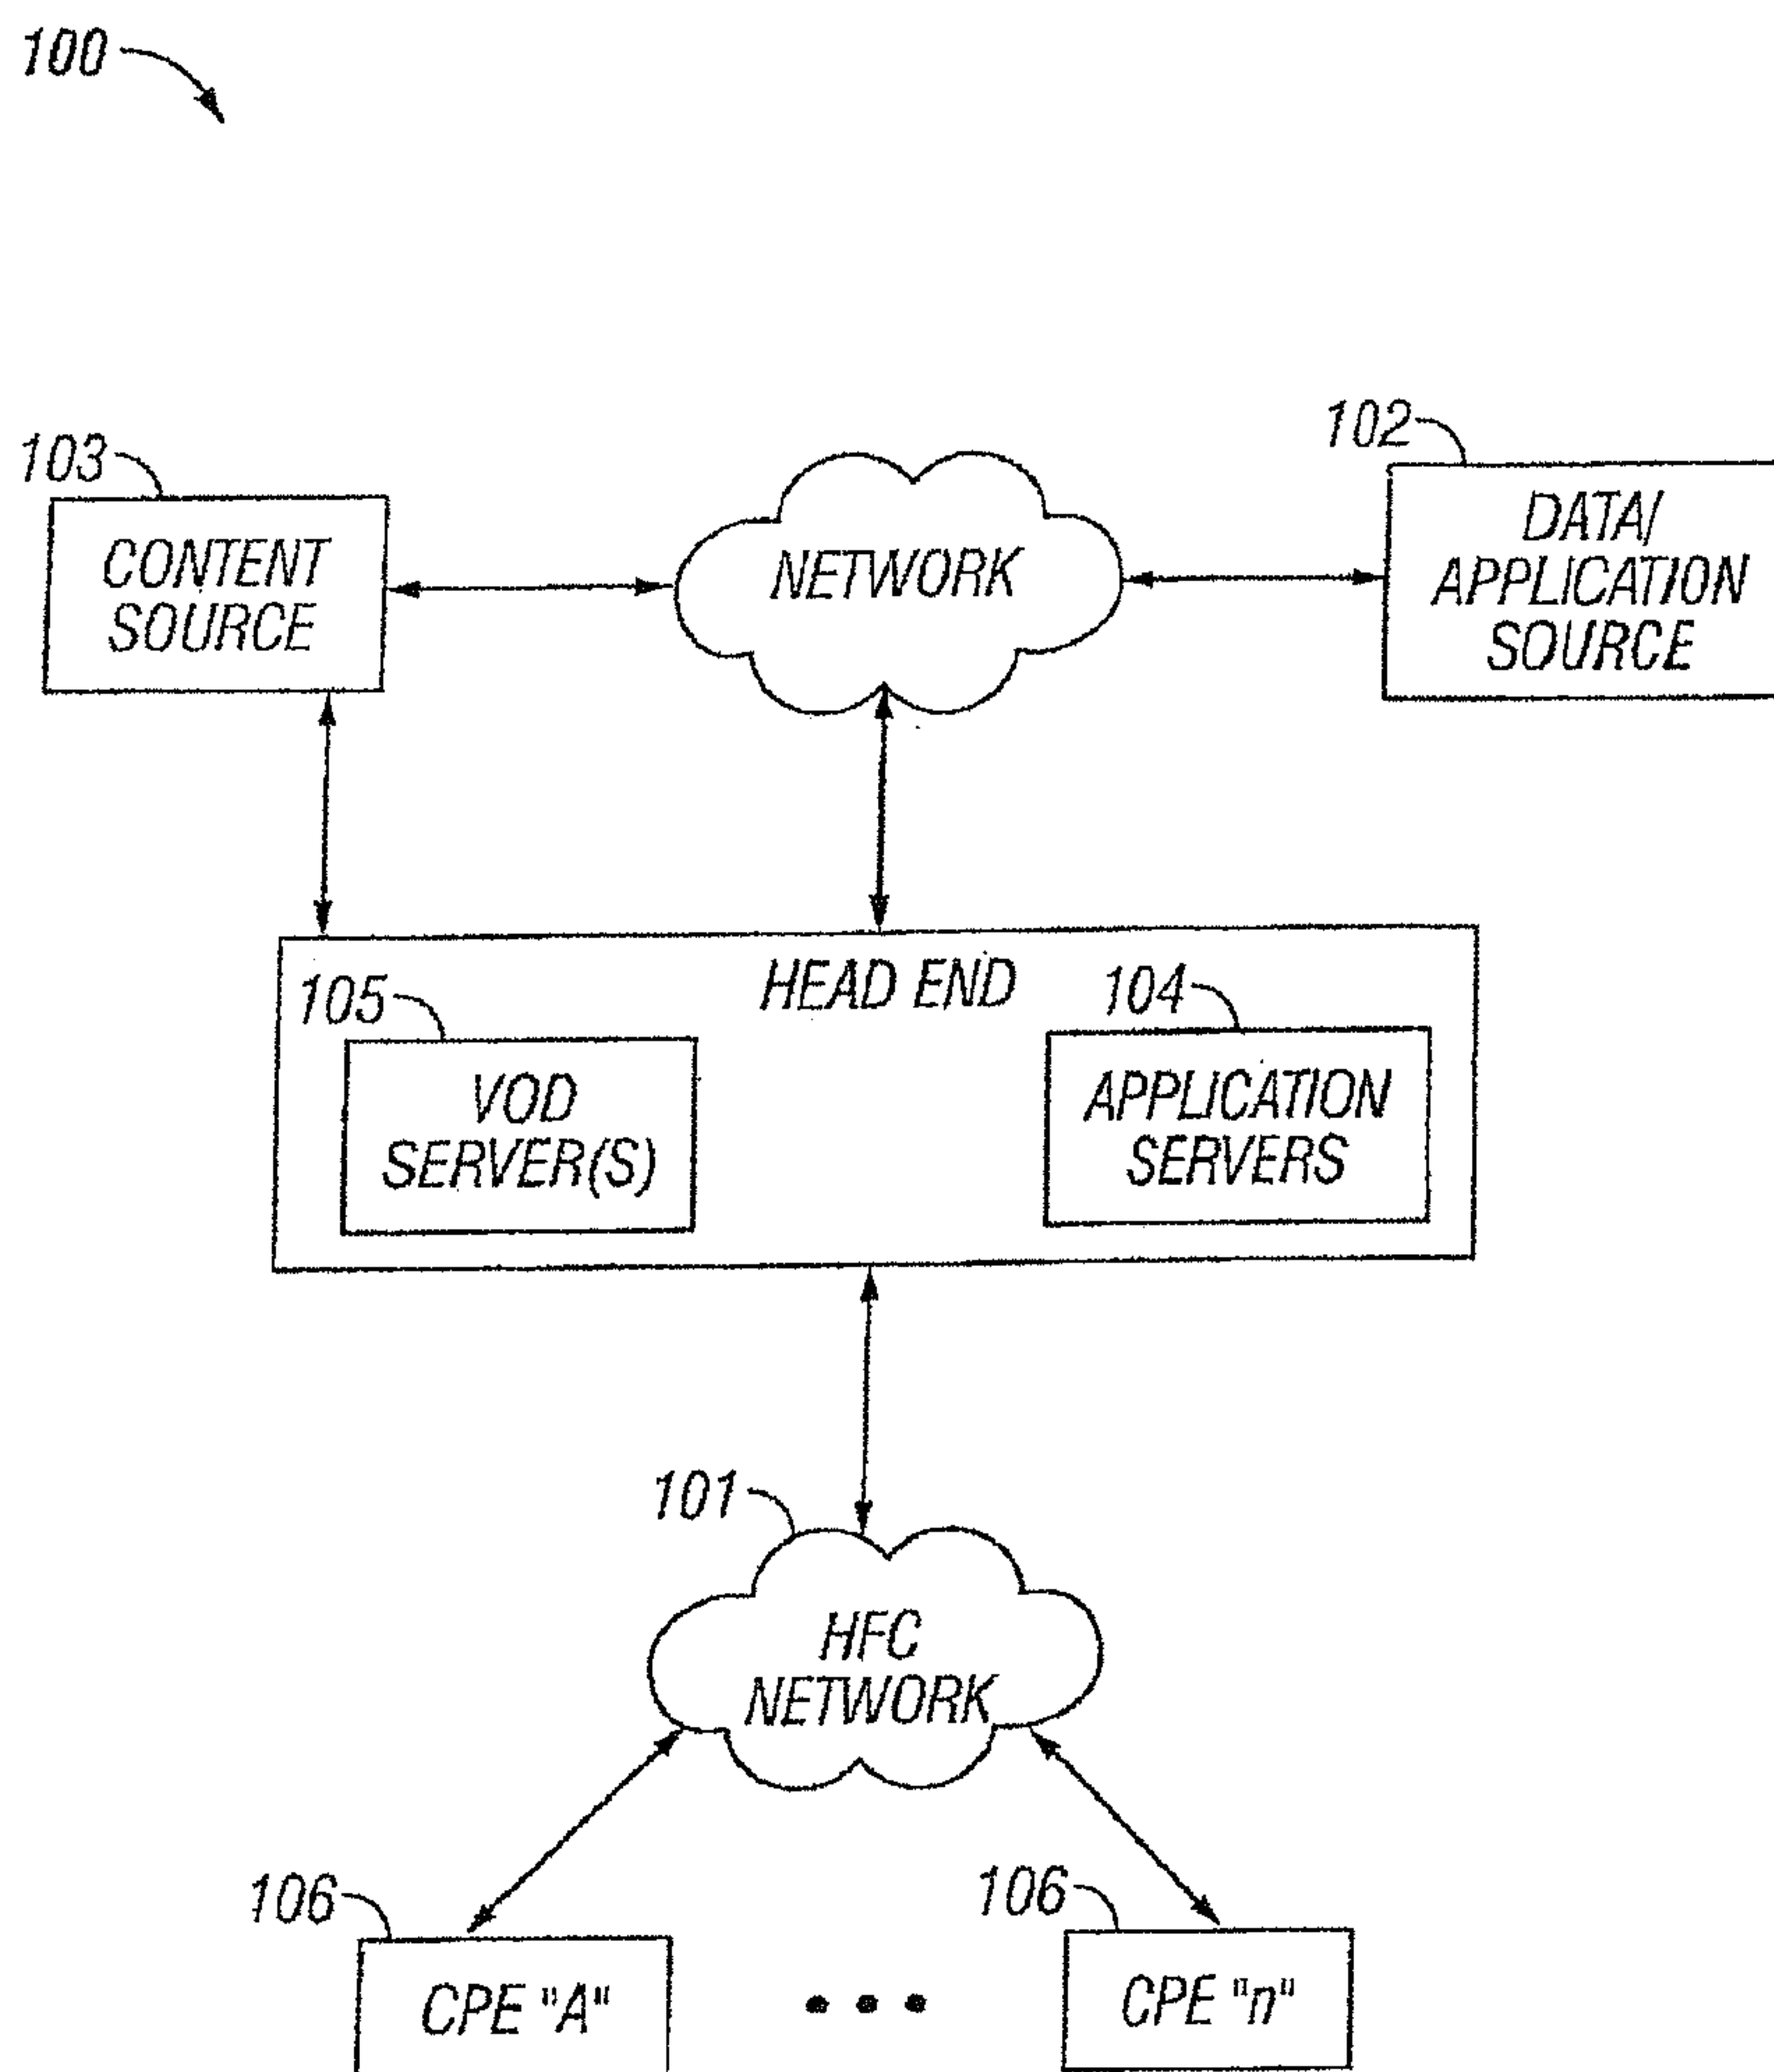 100
103
102
CONTENT
SOURCE
NETWORK
DATA/
APPLICATION
SOURCE
HEAD END
105
104
VOD
SERVER(S)
APPLICATION
SERVERS
101
HFC
NETWORK
106
106
CPE "A"
CPE "n"